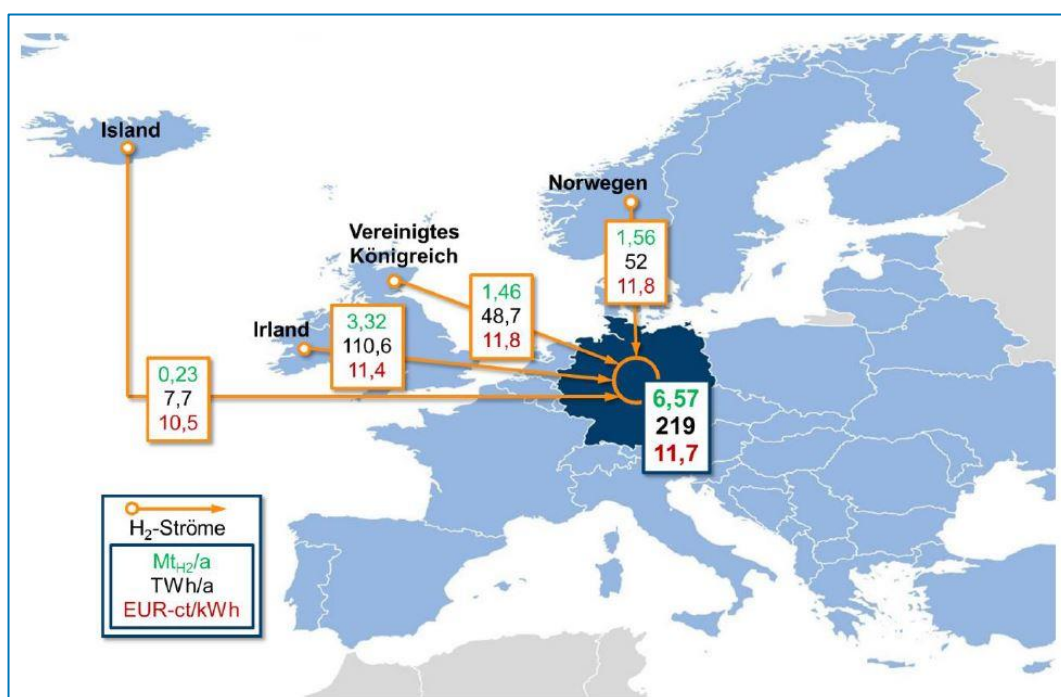 Island
Norwegen
1,56
52
11,8
Vereinigtes
Königreich
1,46
48,7
11,8
Irland
3,32
110,6
11,4
0,23
7,7
10,5
6,57
219
11,7
H₂-Ströme
Mt_H2/a
TWh/a
EUR-ct/kWh